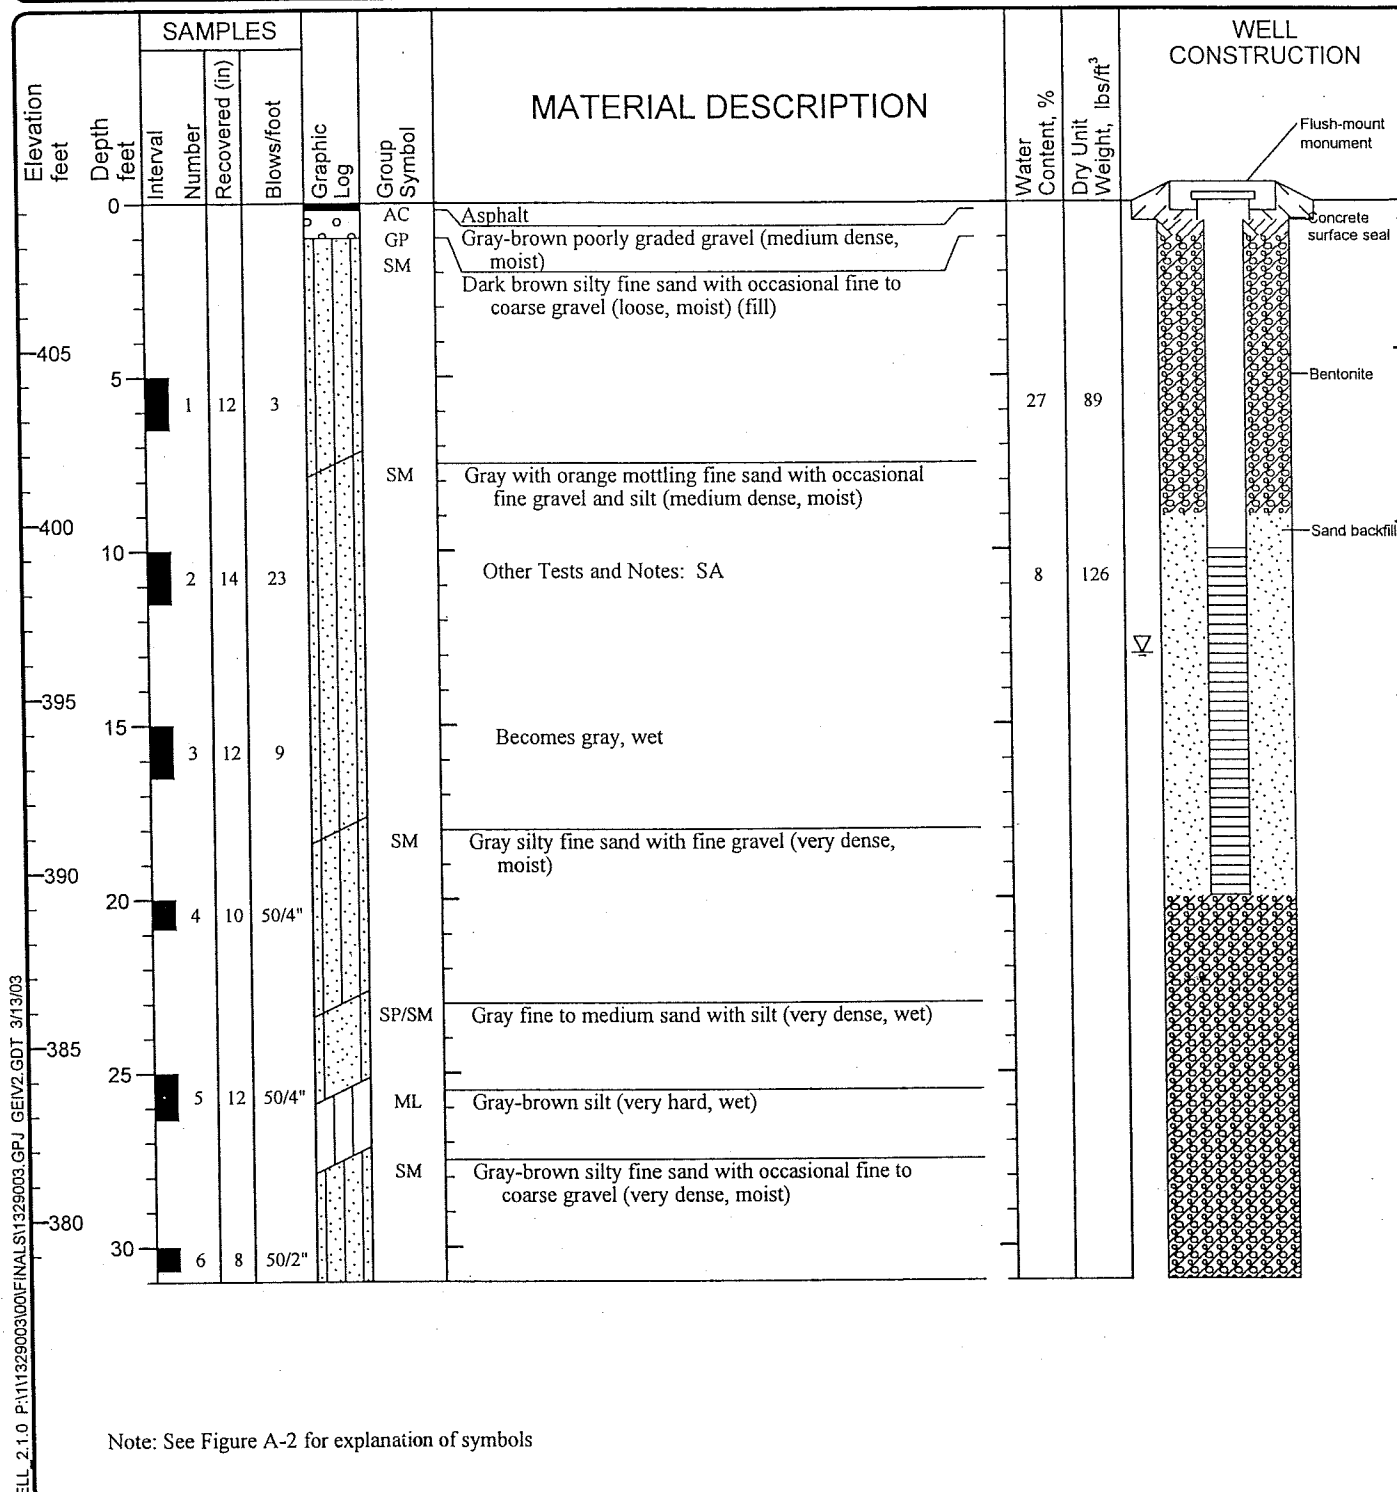 SAMPLES
WELL
CONSTRUCTION
MATERIAL DESCRIPTION
Elevation
feet
Depth
feet
Interval
Number
Recovered (in)
Blows/foot
Graphic
Log
Group
Symbol
Water
Content, %
Dry Unit
Weight, lbs/ft³
Flush-mount
monument
0
AC
Asphalt
Concrete
surface seal
GP
Gray-brown poorly graded gravel (medium dense,
moist)
SM
Dark brown silty fine sand with occasional fine to
coarse gravel (loose, moist) (fill)
405
5
Bentonite
1 12 3
27 89
SM
Gray with orange mottling fine sand with occasional
fine gravel and silt (medium dense, moist)
400
Sand backfill
10
2 14 23
Other Tests and Notes: SA
8 126
395
15
3 12 9
Becomes gray, wet
SM
Gray silty fine sand with fine gravel (very dense,
moist)
390
20
4 10 50/4"
SP/SM
Gray fine to medium sand with silt (very dense, wet)
385
25
5 12 50/4"
ML
Gray-brown silt (very hard, wet)
SM
Gray-brown silty fine sand with occasional fine to
coarse gravel (very dense, moist)
380
30
6 8 50/2"
Note: See Figure A-2 for explanation of symbols
ELL_2.1.0 P:\1\1329003\00\FINALS\1329003.GPJ GEIV2.GDT 3/13/03